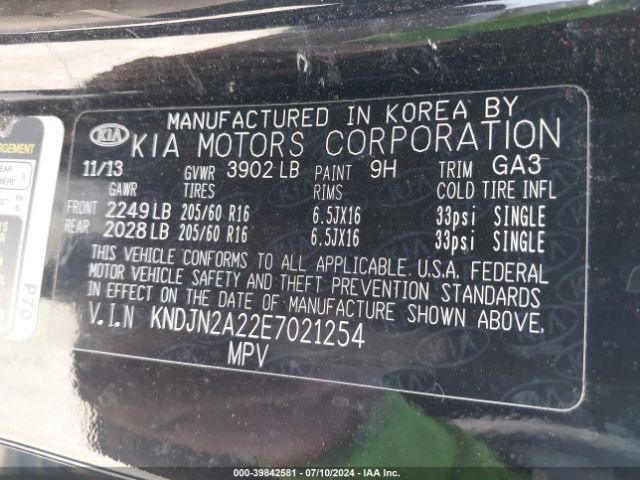 MANUFACTURED IN KOREA BY
KIA KIA MOTORS CORPORATION
11/13 GVWR 3902 LB PAINT 9H TRIM GA3
GAWR TIRES RIMS COLD TIRE INFL
FRONT 2249 LB 205/60 R16 6.5JX16 33psi SINGLE
REAR 2028 LB 205/60 R16 6.5JX16 33psi SINGLE
THIS VEHICLE CONFORMS TO ALL APPLICABLE. U.S.A. FEDERAL
MOTOR VEHICLE SAFETY AND THEFT PREVENTION STANDARDS
IN EFFECT ON THE DATE OF MANUFACTURE SHOWN ABOVE.
V.I.N KNDJN2A22E7021254
MPV
P70
000-39842581 - 07/10/2024 - IAA Inc.